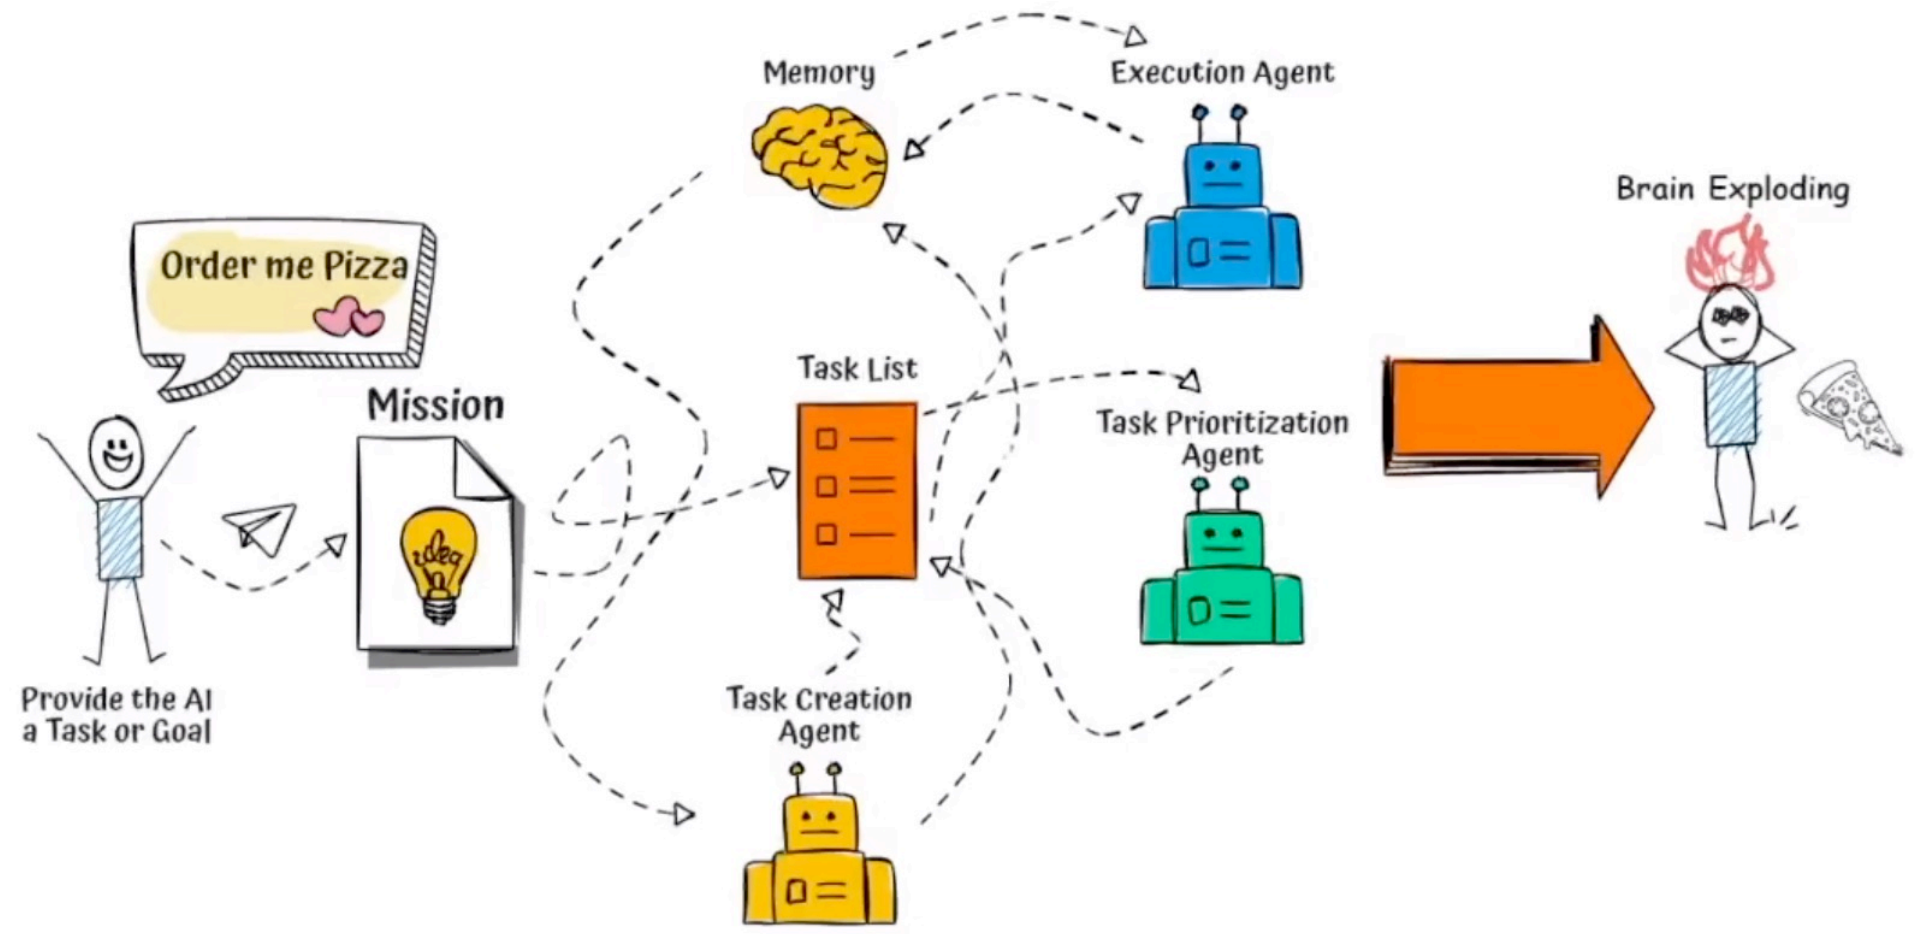 Order me Pizza
Provide the AI
a Task or Goal
Mission
idea
Memory
Execution Agent
Task List
Task Prioritization
Agent
Task Creation
Agent
Brain Exploding